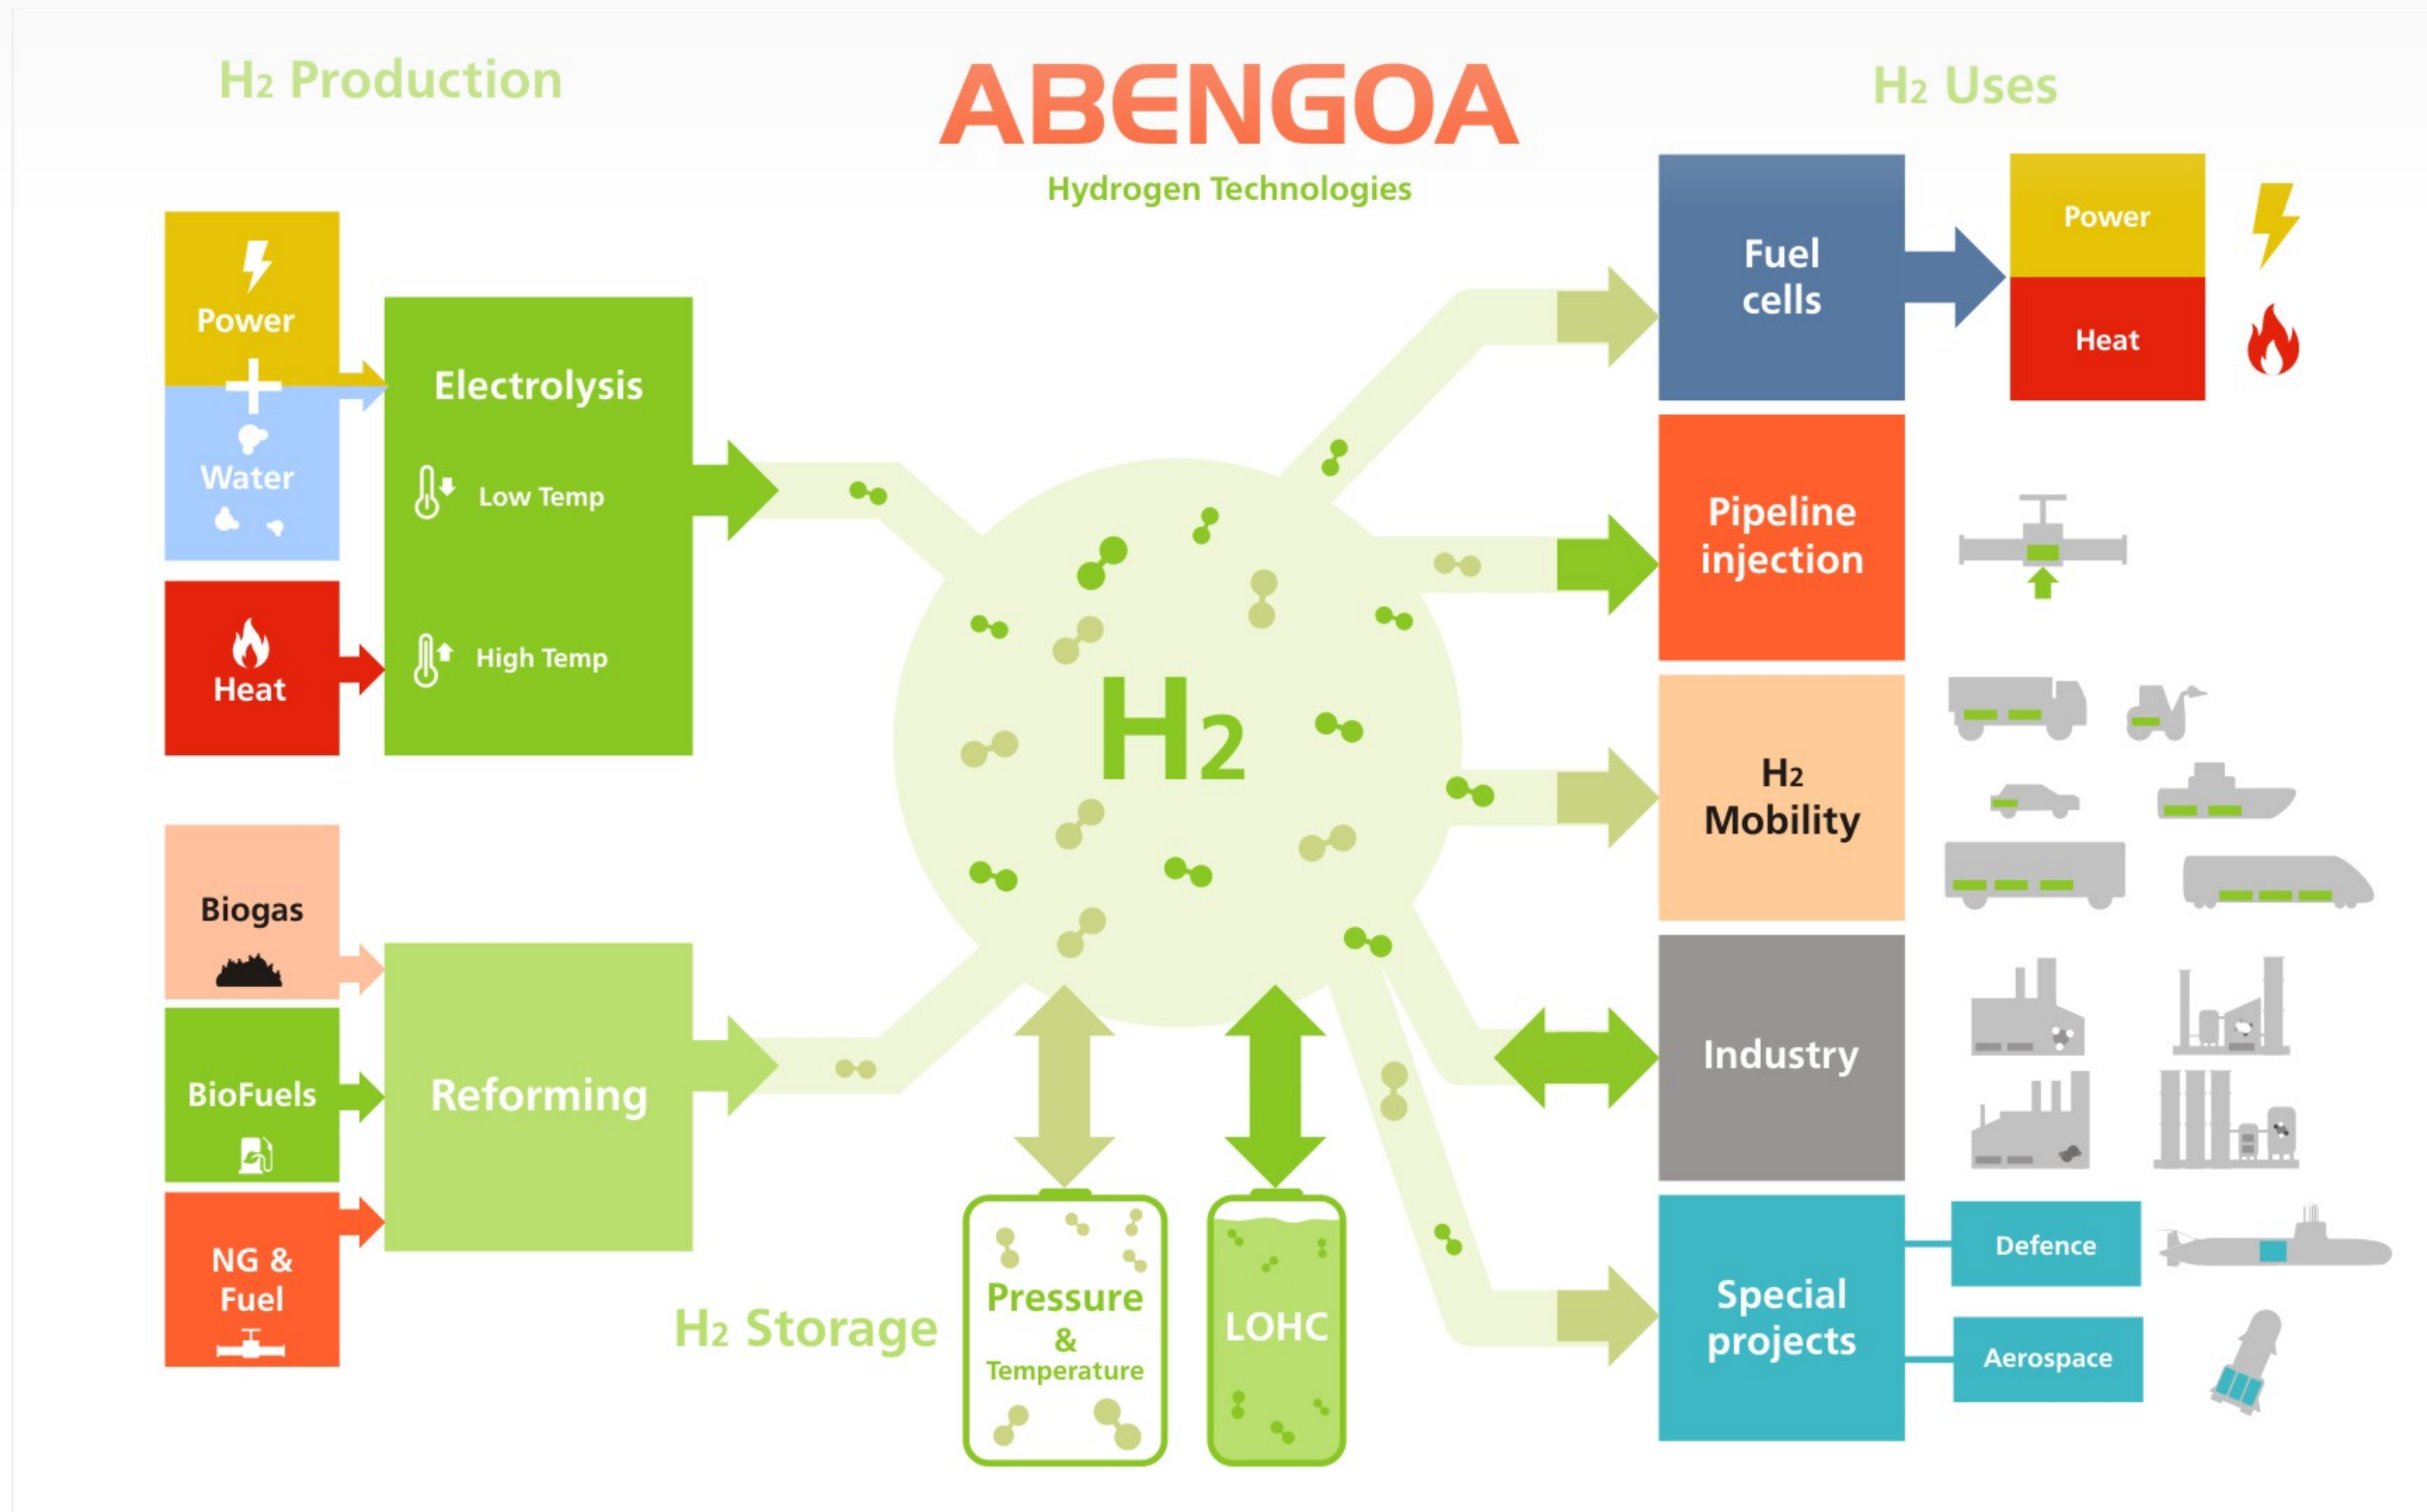 H2 Production
ABENGOA
Hydrogen Technologies
H2 Uses
Power
Water
Heat
Electrolysis
Low Temp
High Temp
Biogas
BioFuels
NG &
Fuel
Reforming
H2
H2 Storage
Pressure
&
Temperature
LOHC
Fuel
cells
Power
Heat
Pipeline
injection
H2
Mobility
Industry
Special
projects
Defence
Aerospace